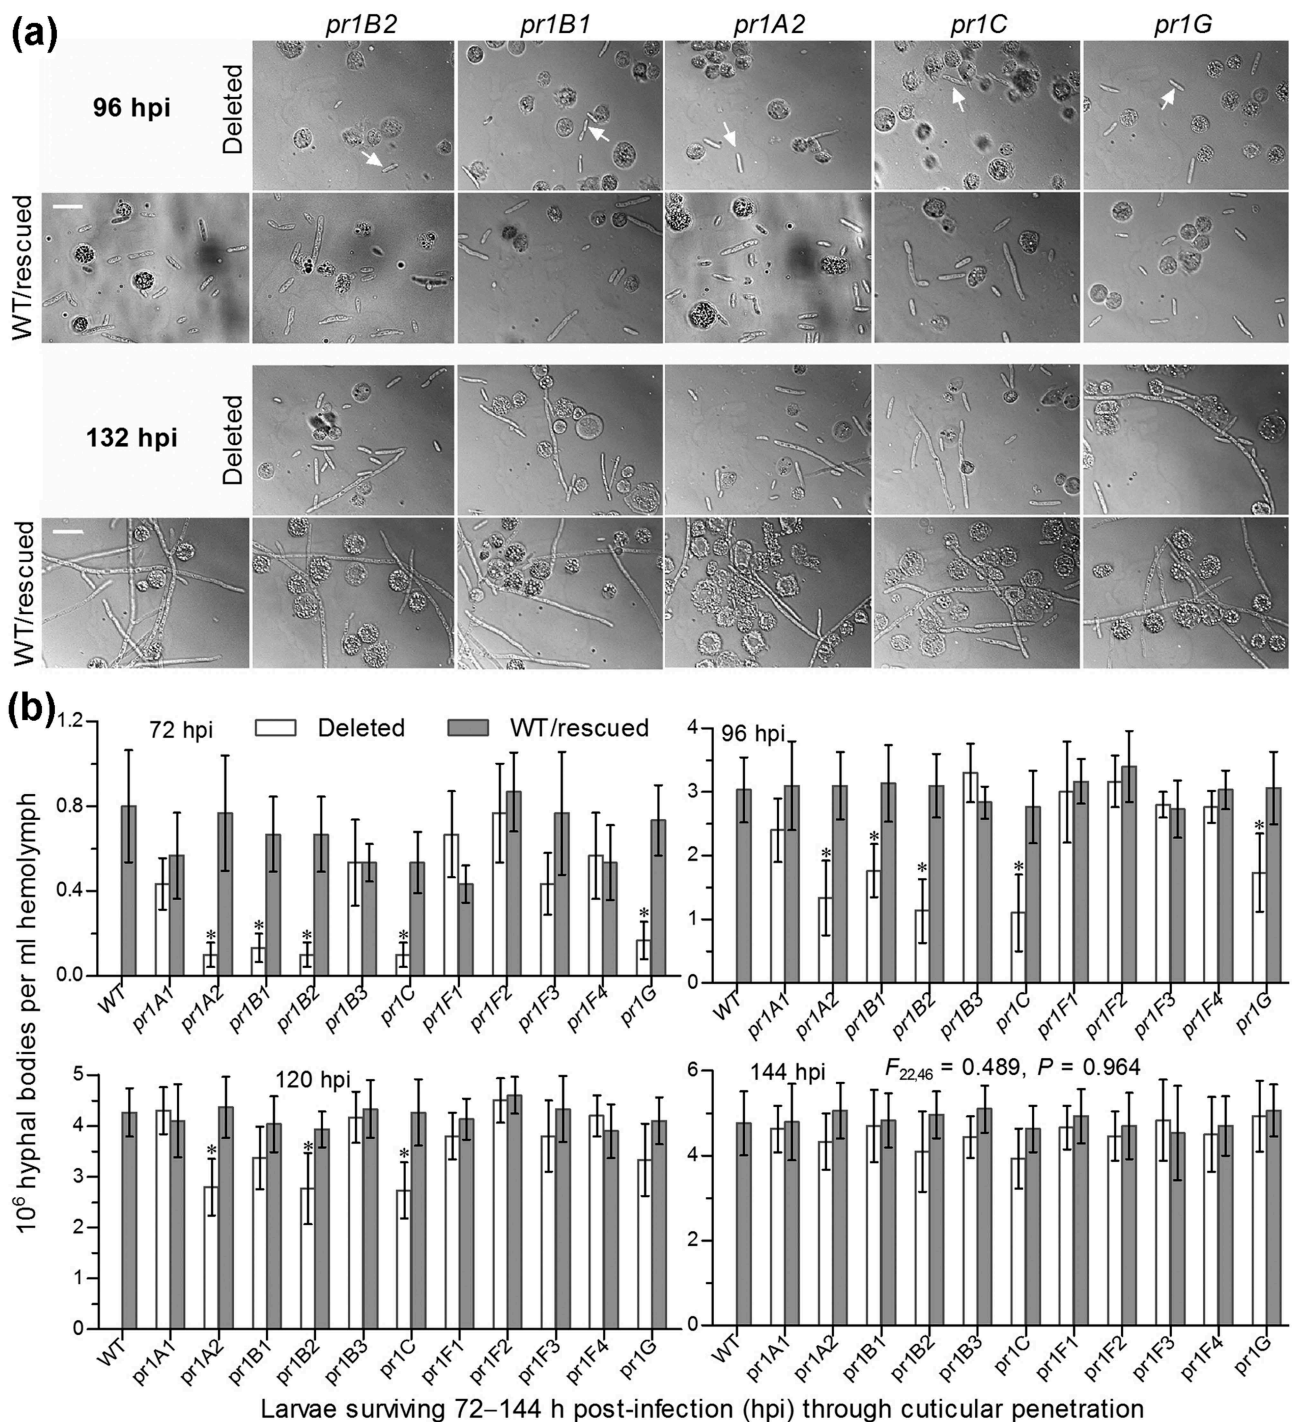 (a)
pr1B2 pr1B1 pr1A2 pr1C pr1G
96 hpi
Deleted
WT/rescued
132 hpi
Deleted
WT/rescued
(b)
10⁶ hyphal bodies per ml hemolymph
72 hpi
Deleted WT/rescued
1.2
0.8
0.4
0.0
* * * * *
WT pr1A1 pr1A2 pr1B1 pr1B2 pr1B3 pr1C pr1F1 pr1F2 pr1F3 pr1F4 pr1G
96 hpi
4
3
2
1
0
* * * * *
WT pr1A1 pr1A2 pr1B1 pr1B2 pr1B3 pr1C pr1F1 pr1F2 pr1F3 pr1F4 pr1G
120 hpi
5
4
3
2
1
0
* * *
WT pr1A1 pr1A2 pr1B1 pr1B2 pr1B3 pr1C pr1F1 pr1F2 pr1F3 pr1F4 pr1G
144 hpi
F22,46 = 0.489, P = 0.964
6
4
2
0
WT pr1A1 pr1A2 pr1B1 pr1B2 pr1B3 pr1C pr1F1 pr1F2 pr1F3 pr1F4 pr1G
Larvae surviving 72–144 h post-infection (hpi) through cuticular penetration